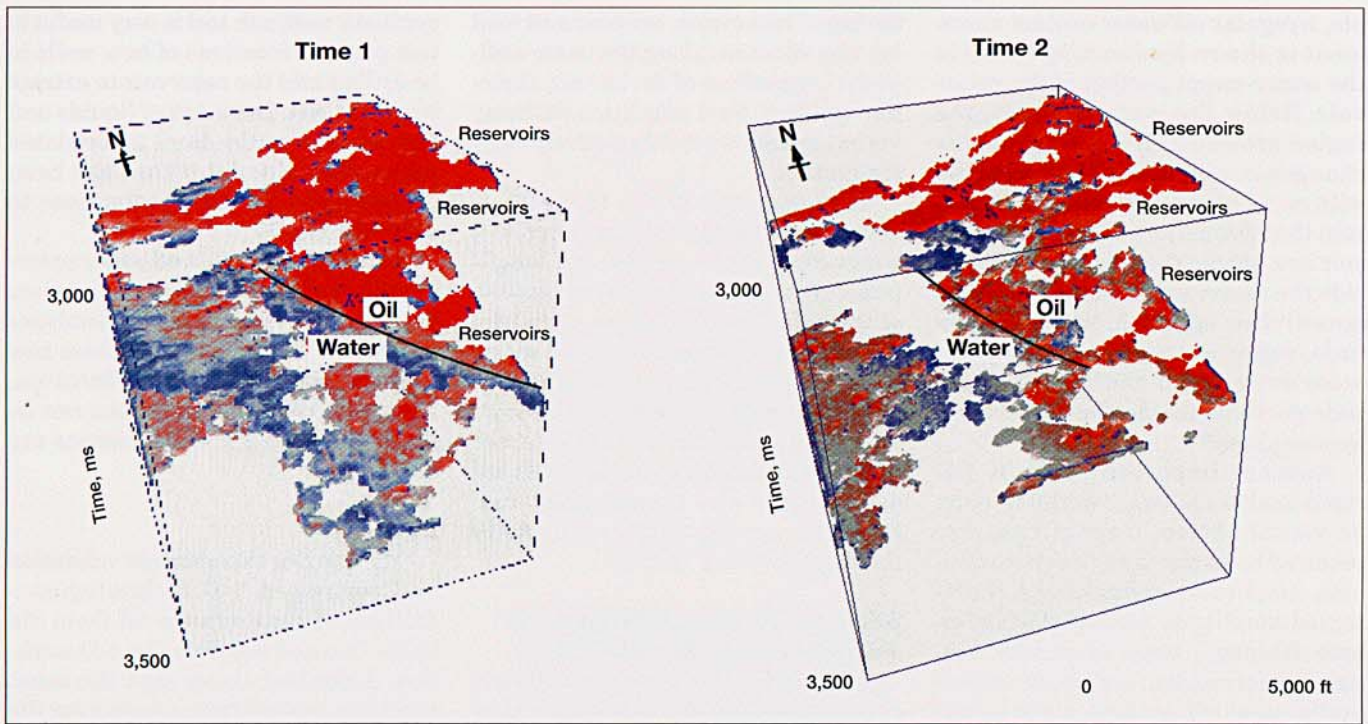 Time 1
N
Reservoirs
Reservoirs
3,000
Oil
Reservoirs
Water
Time, ms
3,500
Time 2
N
Reservoirs
Reservoirs
Reservoirs
3,000
Oil
Water
Time, ms
3,500
0 5,000 ft